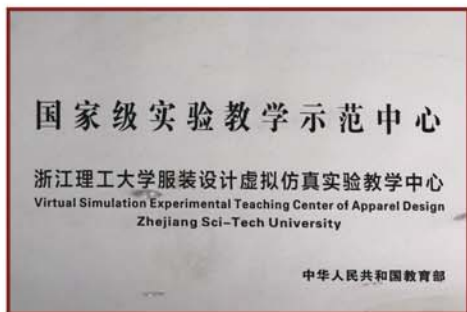 国家级实验教学示范中心
浙江理工大学服装设计虚拟仿真实验教学中心
Virtual Simulation Experimental Teaching Center of Apparel Design
Zhejiang Sci-Tech University
中华人民共和国教育部